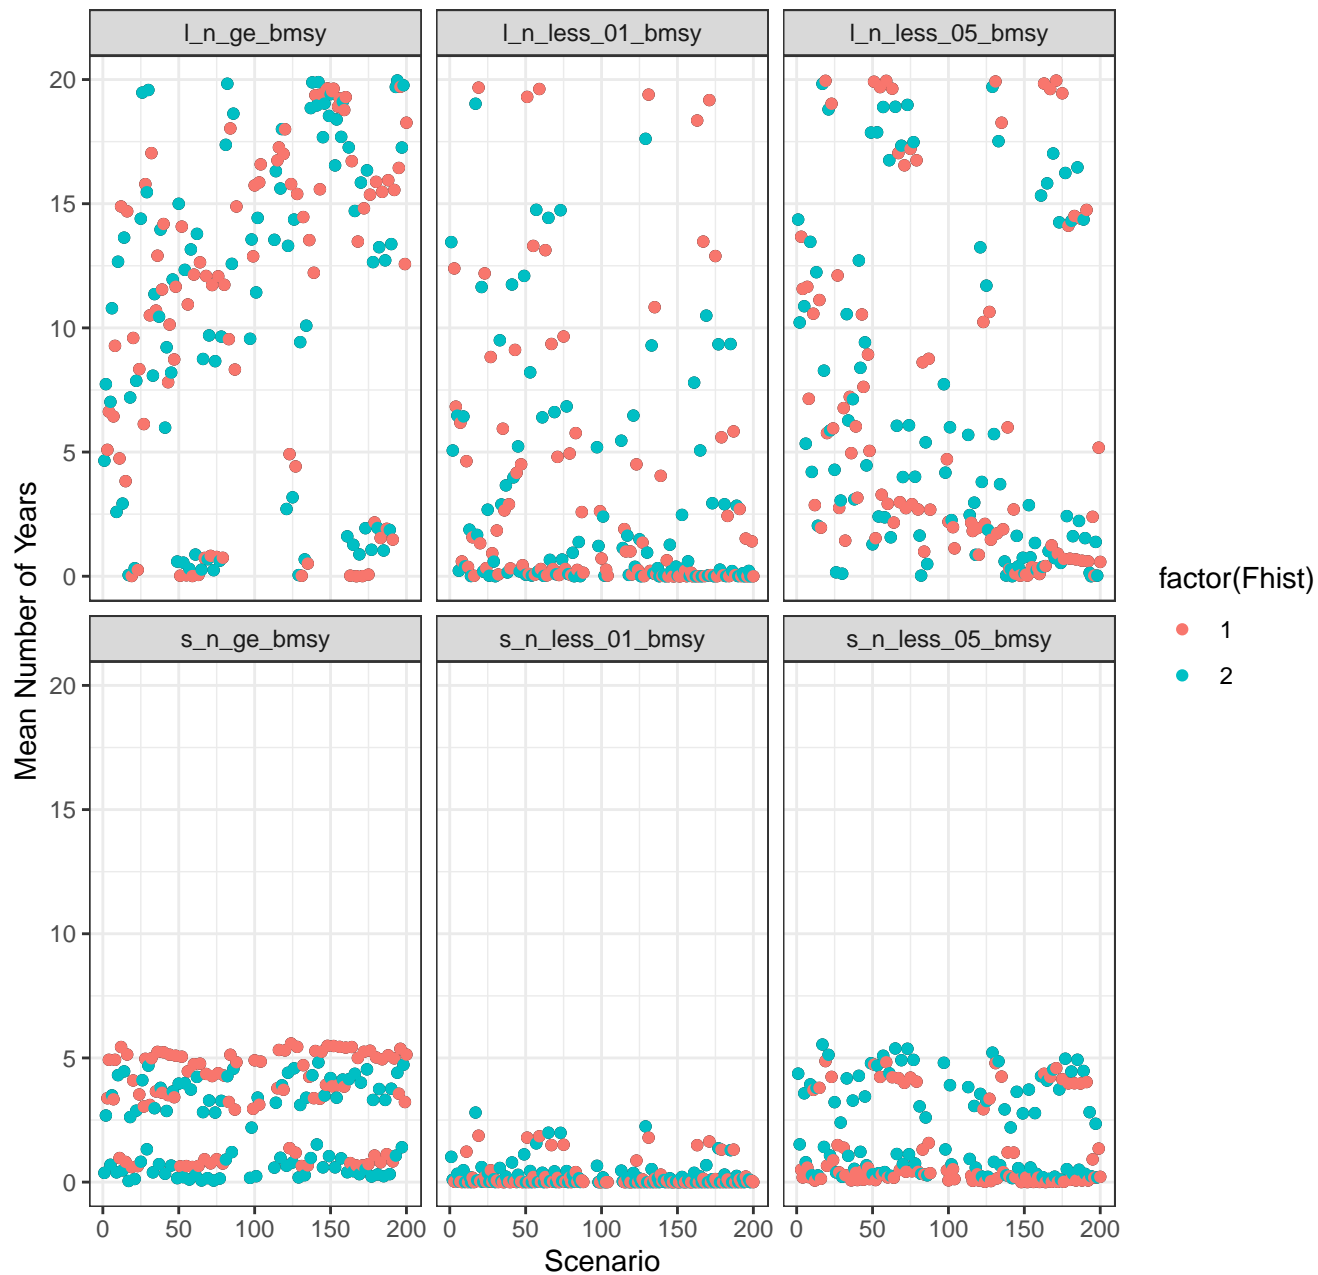 l_n_ge_bmsy
l_n_less_01_bmsy
l_n_less_05_bmsy
20
15
10
5
0
s_n_ge_bmsy
s_n_less_01_bmsy
s_n_less_05_bmsy
20
15
10
5
0
0 50 100 150 200
0 50 100 150 200
0 50 100 150 200
Scenario
Mean Number of Years
factor(Fhist)
1
2